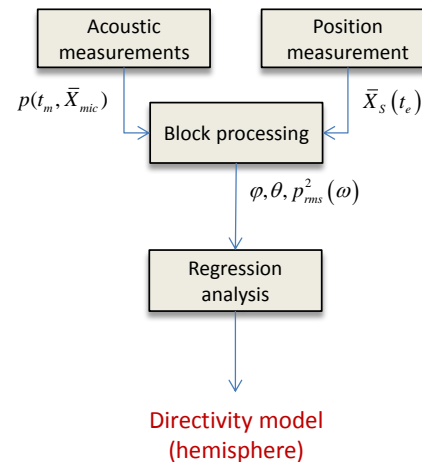 Acoustic
measurements
Position
measurement
p(t_m, X̄_mic)
X̄_S(t_e)
Block processing
φ,θ,p²_rms(ω)
Regression
analysis
Directivity model
(hemisphere)